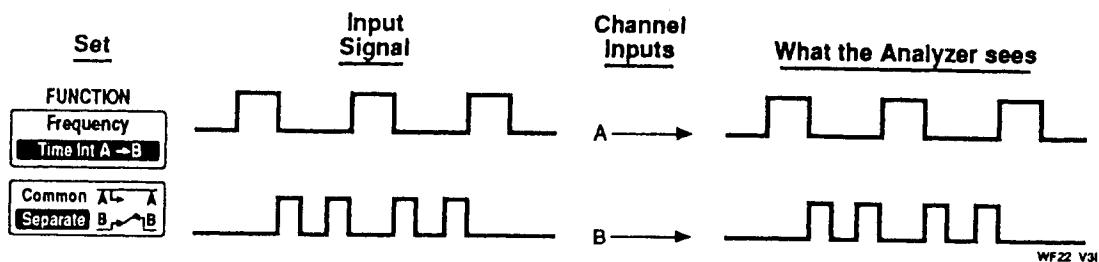 Set
Input
Signal
Channel
Inputs
What the Analyzer sees
FUNCTION
Frequency
Time Int A → B
Common A A
Separate B B
A
B
WF22 V3I